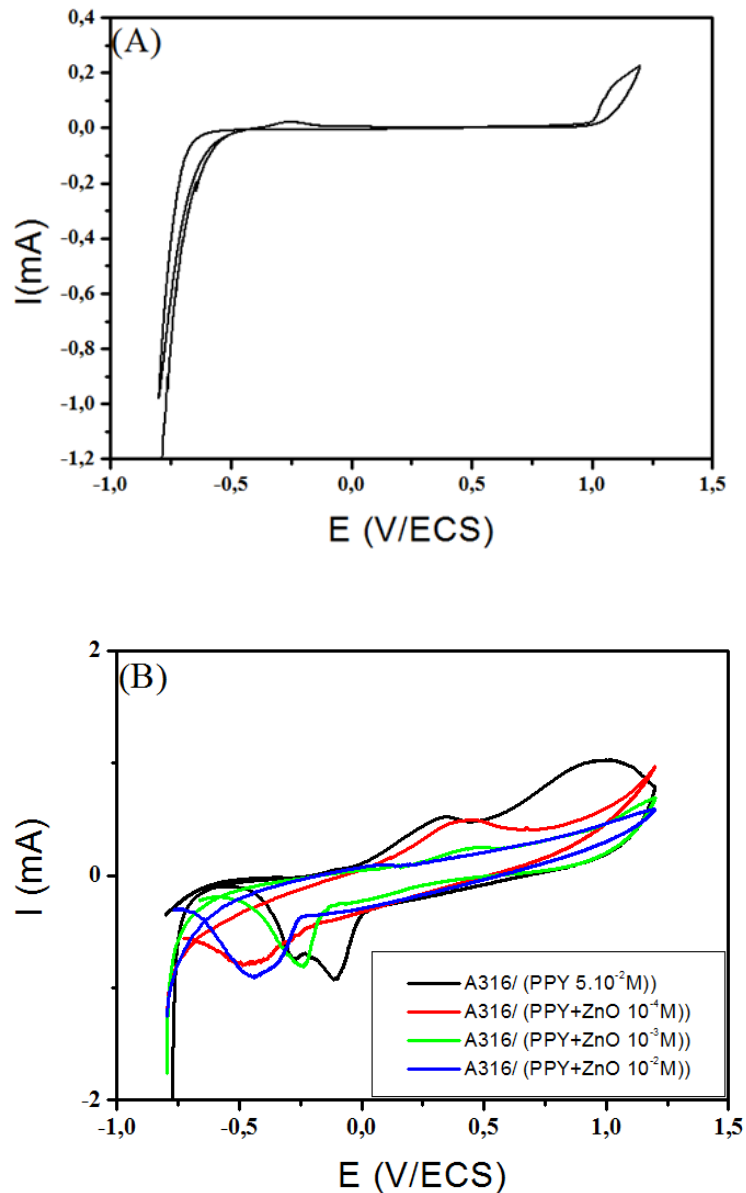 (A)
0,4
0,2
0,0
-0,2
-0,4
-0,6
-0,8
-1,0
-1,2
I(mA)
-1,0 -0,5 0,0 0,5 1,0 1,5
E (V/ECS)
(B)
2
0
-2
I (mA)
A316/ (PPY 5.10⁻²M))
A316/ (PPY+ZnO 10⁻⁴M))
A316/ (PPY+ZnO 10⁻³M))
A316/ (PPY+ZnO 10⁻²M))
-1,0 -0,5 0,0 0,5 1,0 1,5
E (V/ECS)